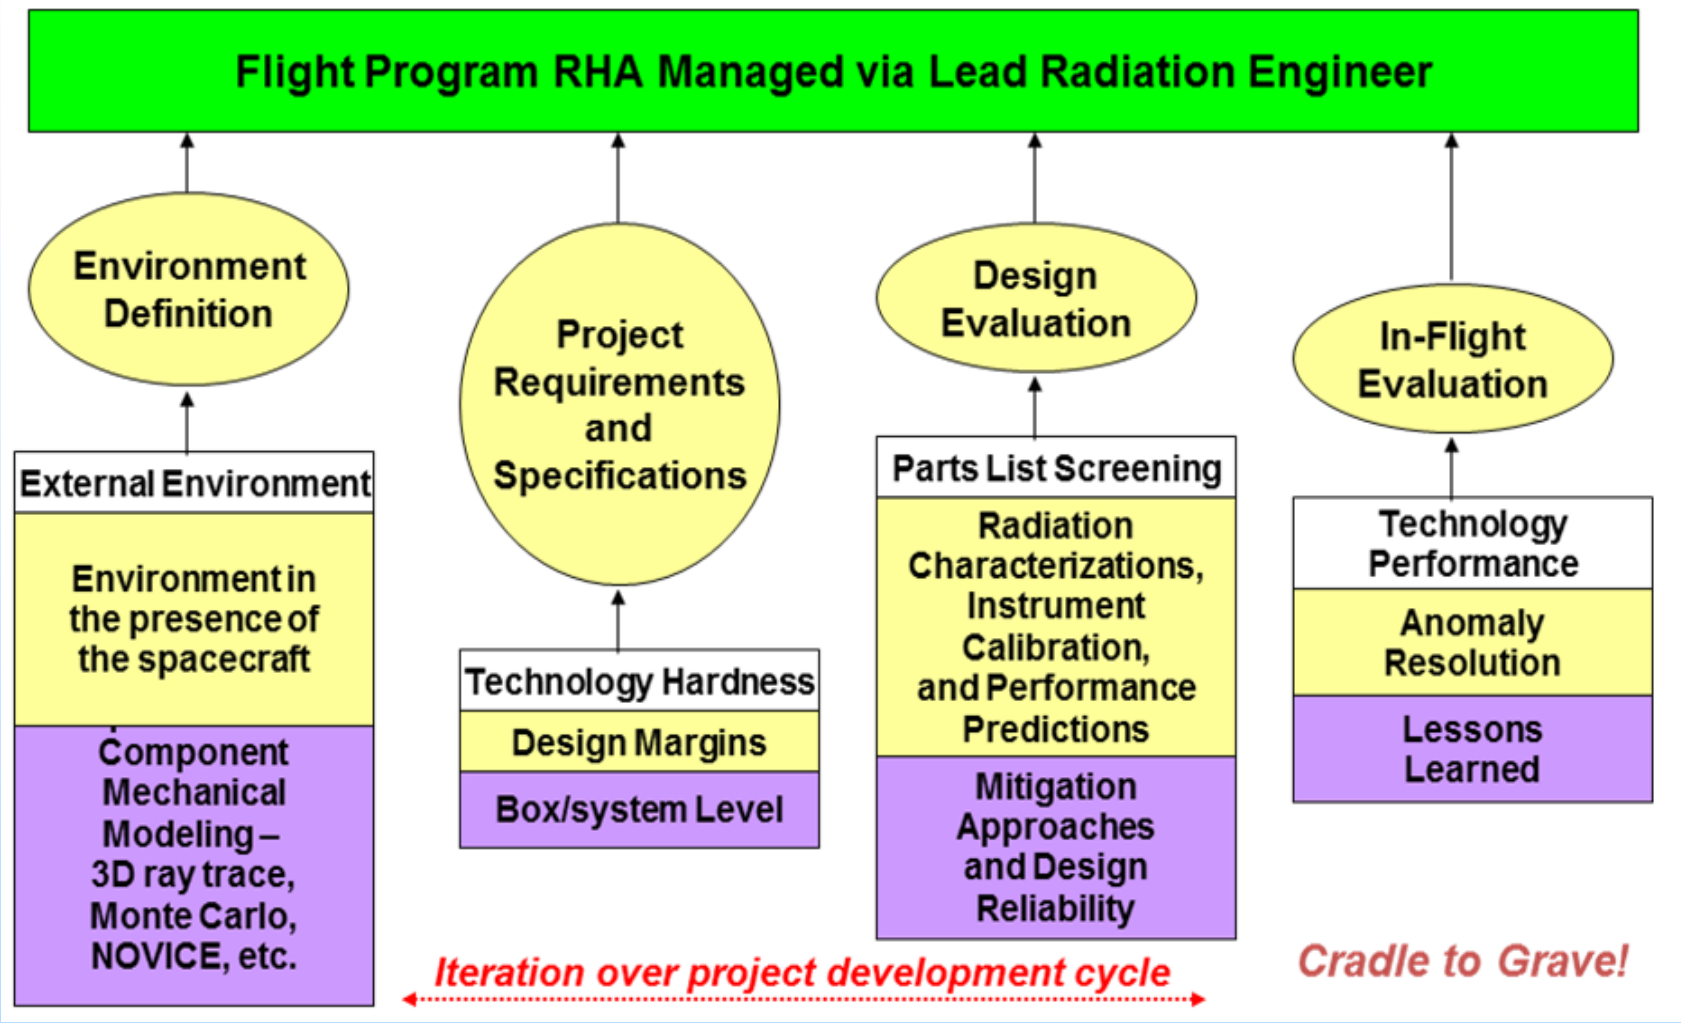 Flight Program RHA Managed via Lead Radiation Engineer
Environment
Definition
External Environment
Environment in
the presence of
the spacecraft
Component
Mechanical
Modeling –
3D ray trace,
Monte Carlo,
NOVICE, etc.
Project
Requirements
and
Specifications
Technology Hardness
Design Margins
Box/system Level
Design
Evaluation
Parts List Screening
Radiation
Characterizations,
Instrument
Calibration,
and Performance
Predictions
Mitigation
Approaches
and Design
Reliability
In-Flight
Evaluation
Technology
Performance
Anomaly
Resolution
Lessons
Learned
Iteration over project development cycle
Cradle to Grave!